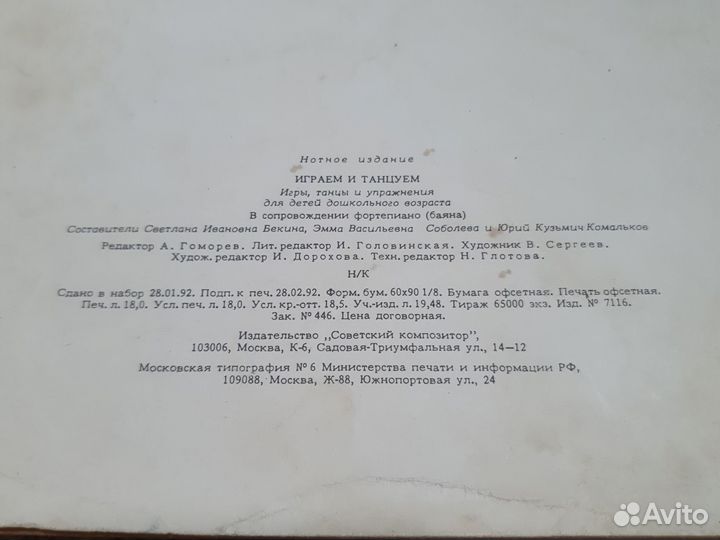 Нотное издание
ИГРАЕМ И ТАНЦУЕМ
Игры, танцы и упражнения
для детей дошкольного возраста
В сопровождении фортепиано (баяна)
Составители Светлана Ивановна Бекина, Эмма Васильевна Соболева и Юрий Кузьмич Комальков
Редактор А. Гоморев. Лит. редактор И. Головинская. Художник В. Сергеев.
Худож. редактор И. Дорохова. Техн. редактор Н. Глотова.
Н/К
Сдано в набор 28.01.92. Подп. к печ. 28.02.92. Форм. бум. 60х90 1/8. Бумага офсетная. Печать офсетная.
Печ. л. 18,0. Усл. печ. л. 18,0. Усл. кр.-отт. 18,5. Уч.-изд. л. 19,48. Тираж 65000 экз. Изд. № 7116.
Зак. № 446. Цена договорная.
Издательство „Советский композитор",
103006, Москва, К-6, Садовая-Триумфальная ул., 14—12
Московская типография № 6 Министерства печати и информации РФ,
109088, Москва, Ж-88, Южнопортовая ул., 24
Avito